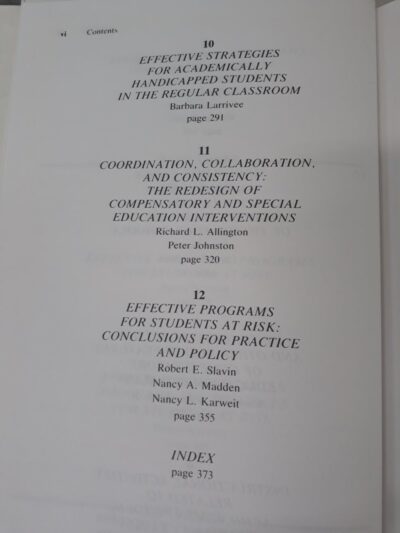 vi Contents
10
EFFECTIVE STRATEGIES
FOR ACADEMICALLY
HANDICAPPED STUDENTS
IN THE REGULAR CLASSROOM
Barbara Larrivee
page 291
11
COORDINATION, COLLABORATION,
AND CONSISTENCY:
THE REDESIGN OF
COMPENSATORY AND SPECIAL
EDUCATION INTERVENTIONS
Richard L. Allington
Peter Johnston
page 320
12
EFFECTIVE PROGRAMS
FOR STUDENTS AT RISK:
CONCLUSIONS FOR PRACTICE
AND POLICY
Robert E. Slavin
Nancy A. Madden
Nancy L. Karweit
page 355
INDEX
page 373